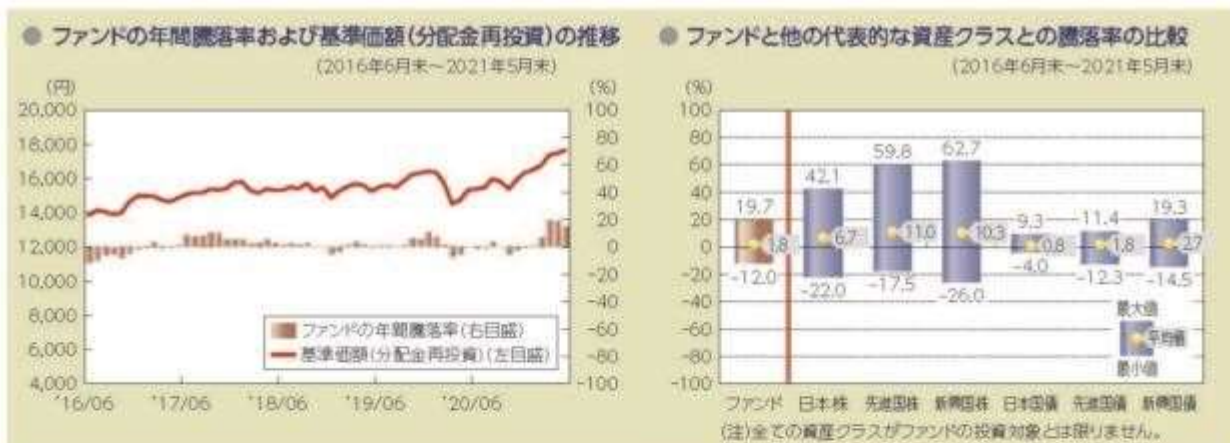 ● ファンドの年間騰落率および基準価額(分配金再投資)の推移
(2016年6月末～2021年5月末)
(円)
(%)
20,000
18,000
16,000
14,000
12,000
10,000
8,000
6,000
4,000
100
80
60
40
20
0
-20
-40
-60
-80
-100
ファンドの年間騰落率(右目盛)
基準価額(分配金再投資)(左目盛)
'16/06 '17/06 '18/06 '19/06 '20/06
● ファンドと他の代表的な資産クラスとの騰落率の比較
(2016年6月末～2021年5月末)
(%)
100
80
60
40
20
0
-20
-40
-60
-80
-100
19.7 42.1 59.8 62.7 9.3 11.4 19.3
1.8 6.7 11.0 10.3 0.8 1.8 2.7
-12.0 -22.0 -17.5 -26.0 -4.0 -12.3 -14.5
最大値
平均値
最小値
ファンド 日本株 先進国株 新興国株 日本国債 先進国債 新興国債
(注)全ての資産クラスがファンドの投資対象とは限りません。